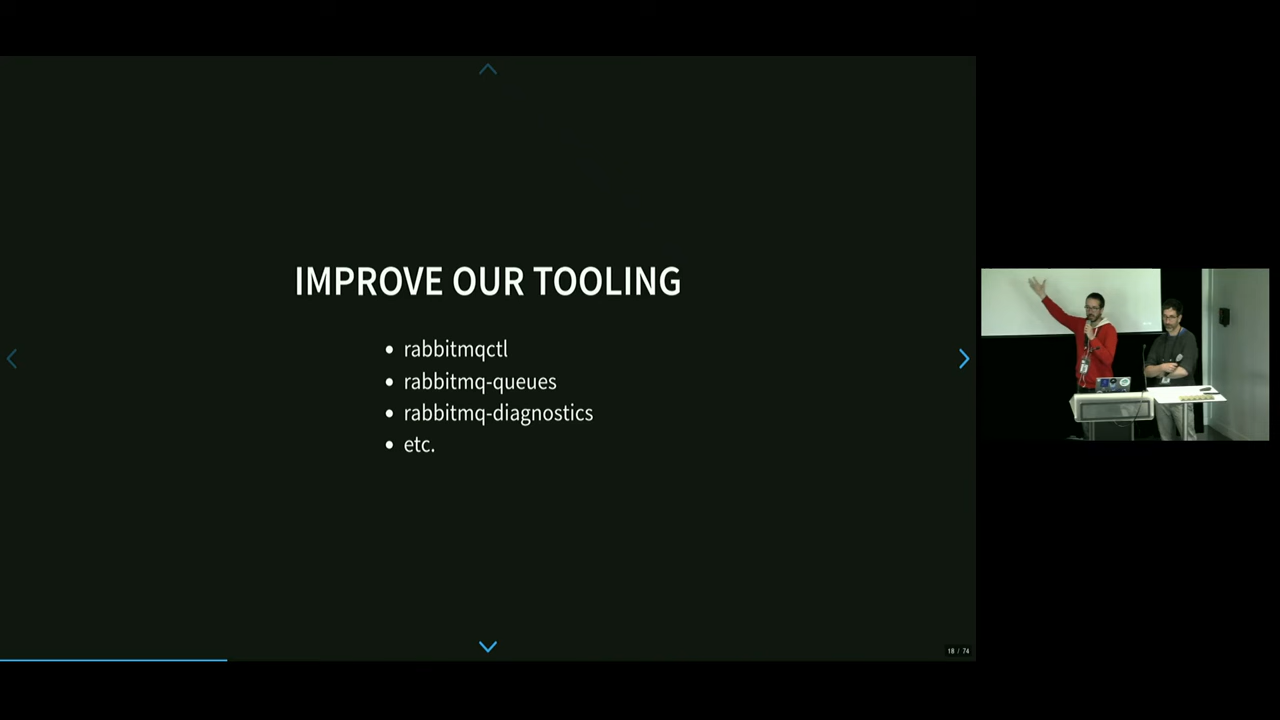 IMPROVE OUR TOOLING
rabbitmqctl
rabbitmq-queues
rabbitmq-diagnostics
etc.
18 / 74